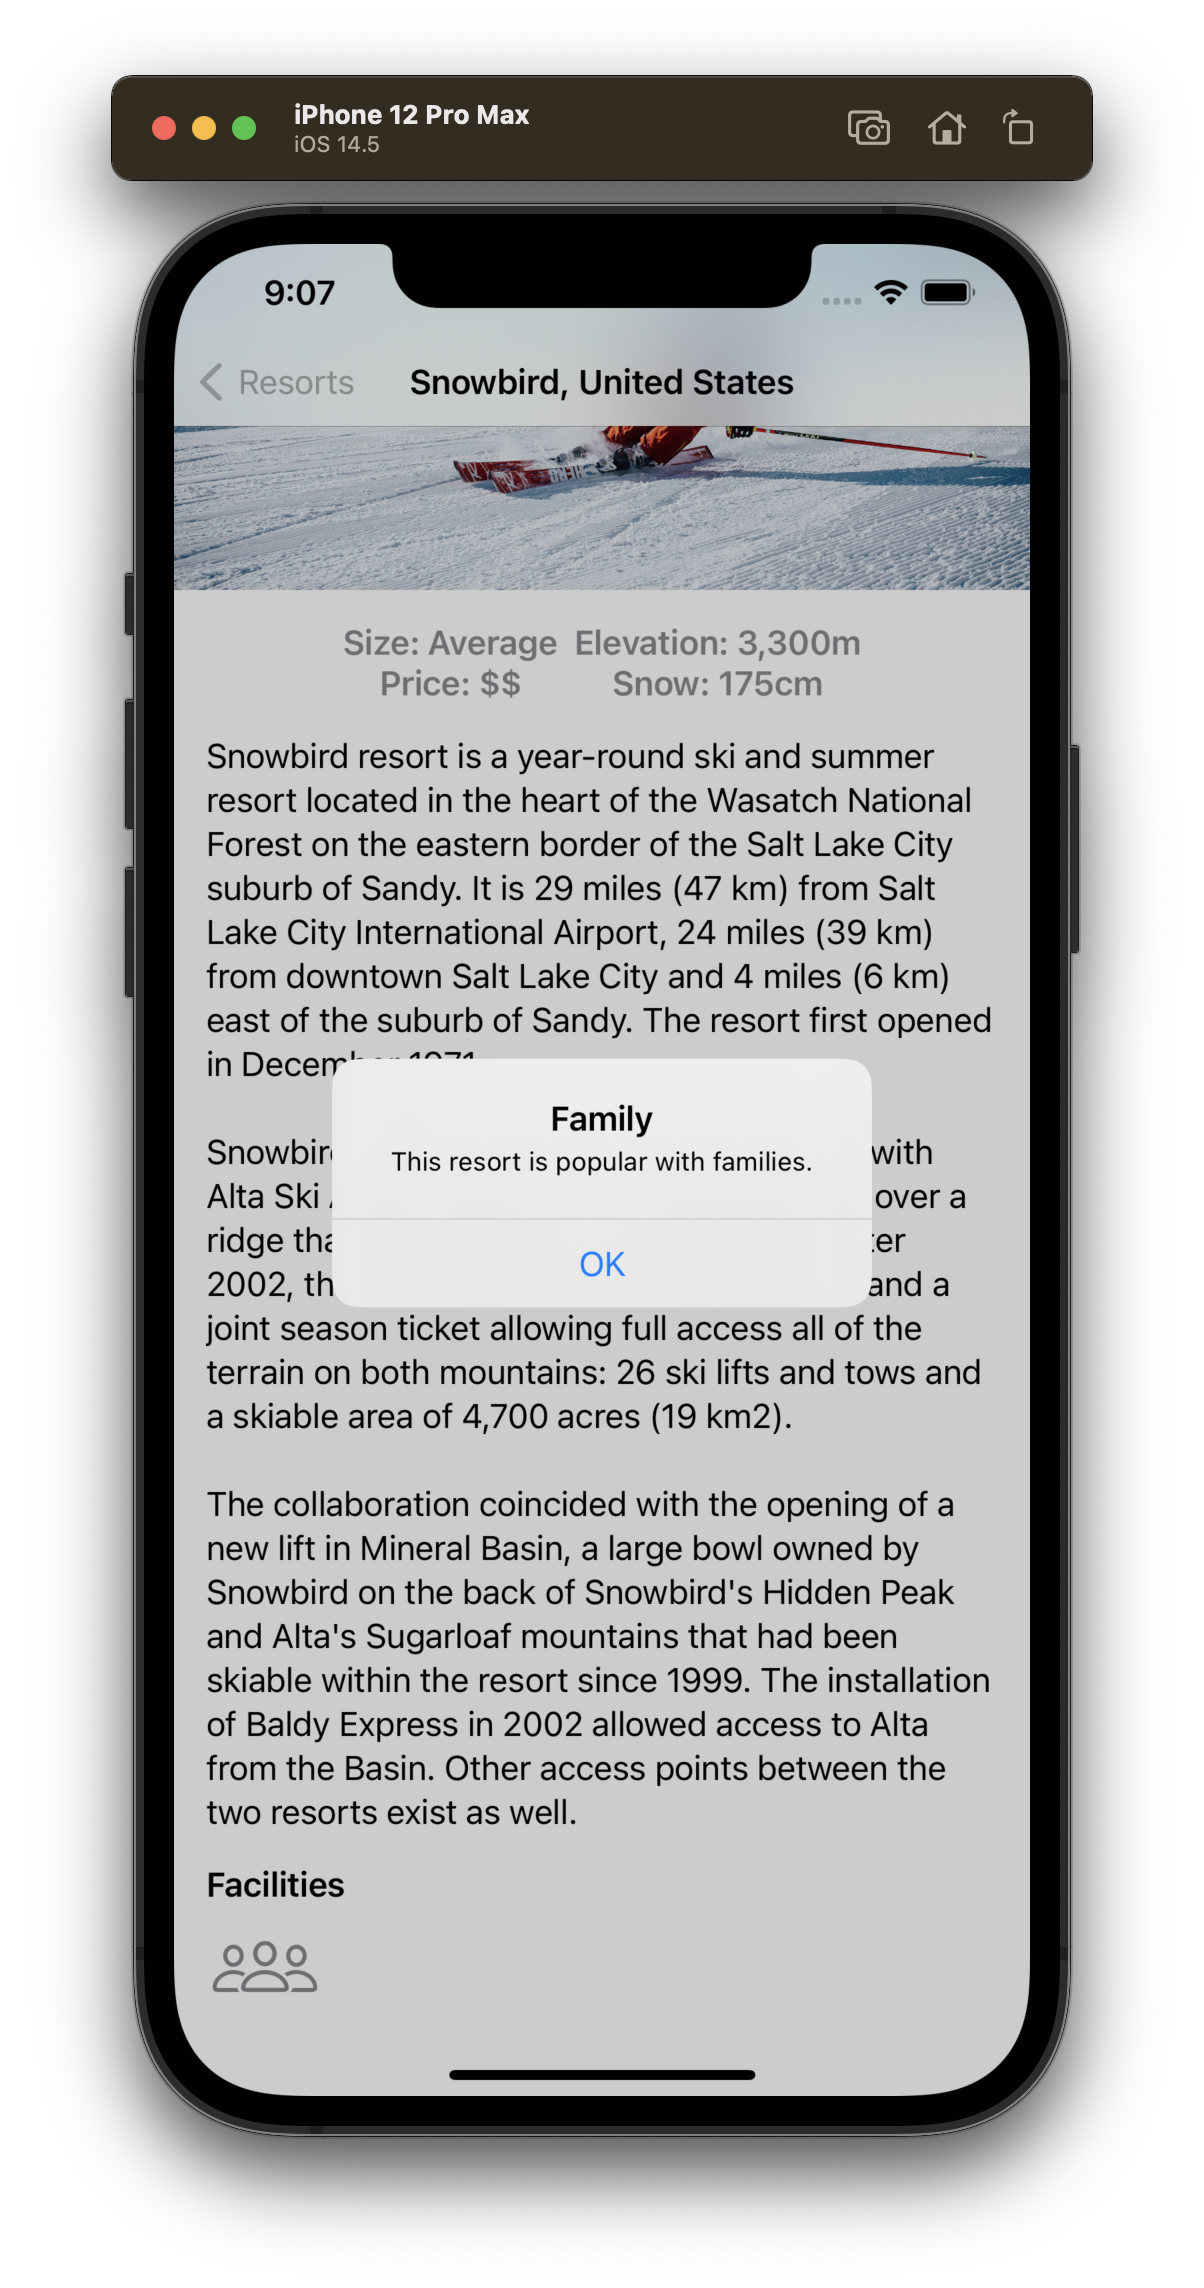 iPhone 12 Pro Max
iOS 14.5
9:07
Resorts
Snowbird, United States
Size: Average Elevation: 3,300m
Price: $$ Snow: 175cm
Snowbird resort is a year-round ski and summer
resort located in the heart of the Wasatch National
Forest on the eastern border of the Salt Lake City
suburb of Sandy. It is 29 miles (47 km) from Salt
Lake City International Airport, 24 miles (39 km)
from downtown Salt Lake City and 4 miles (6 km)
east of the suburb of Sandy. The resort first opened
in December 1971.
Family
This resort is popular with families.
OK
with
Alta Ski
over a
ridge
2002,
and a
joint season ticket allowing full access all of the
terrain on both mountains: 26 ski lifts and tows and
a skiable area of 4,700 acres (19 km2).
The collaboration coincided with the opening of a
new lift in Mineral Basin, a large bowl owned by
Snowbird on the back of Snowbird's Hidden Peak
and Alta's Sugarloaf mountains that had been
skiable within the resort since 1999. The installation
of Baldy Express in 2002 allowed access to Alta
from the Basin. Other access points between the
two resorts exist as well.
Facilities